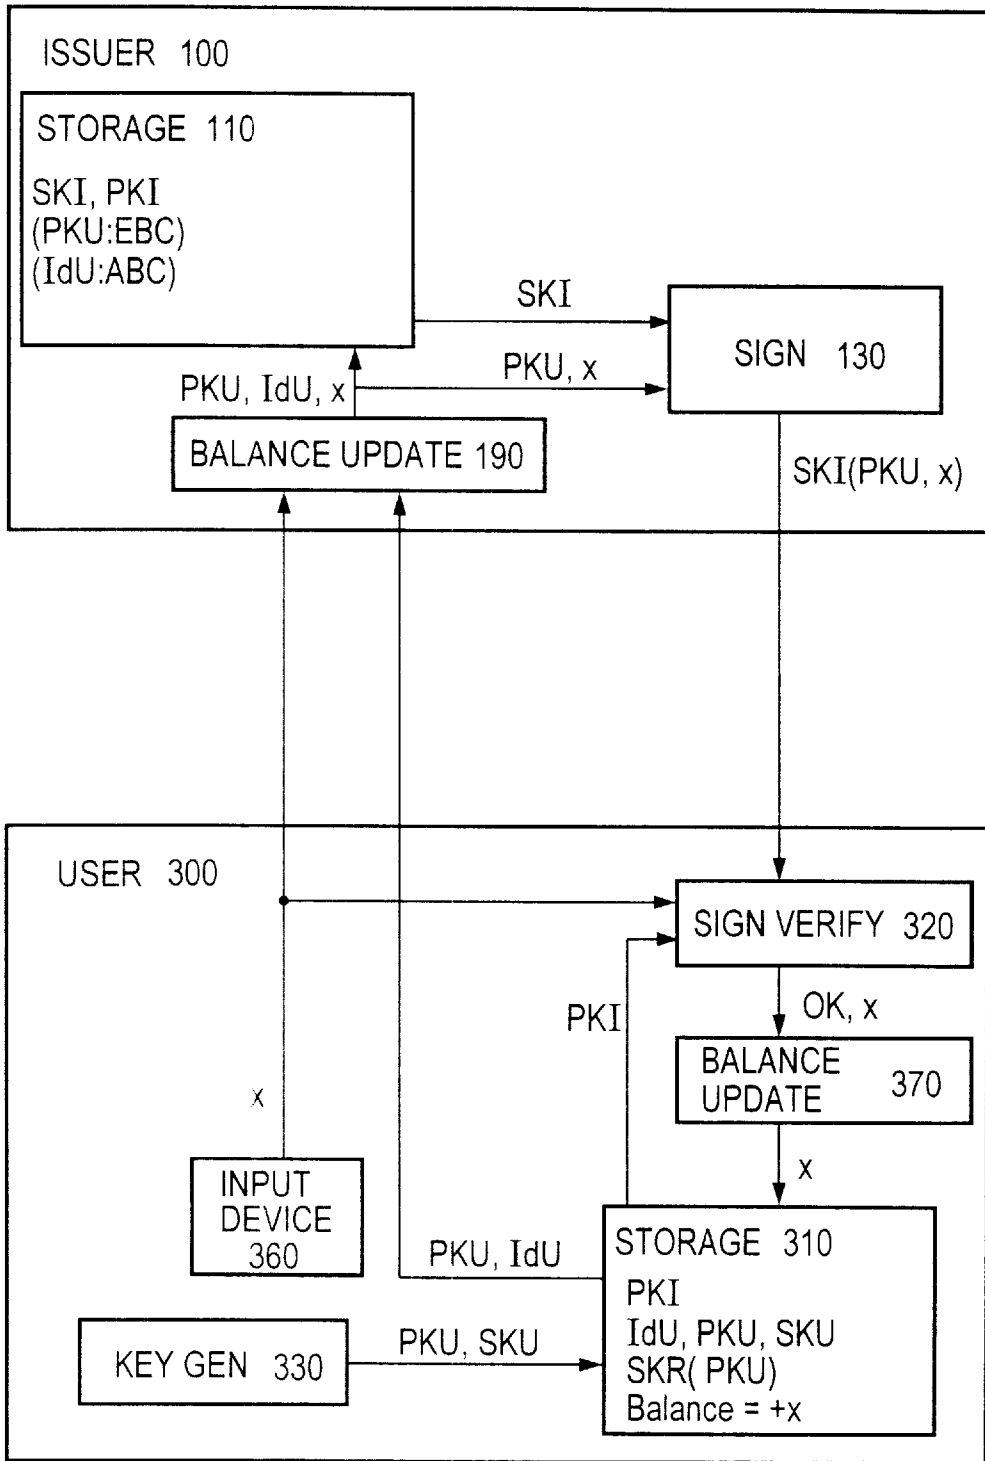 ISSUER 100
STORAGE 110
SKI, PKI
(PKU:EBC)
(IdU:ABC)
SKI
SIGN 130
PKU, IdU, x
PKU, x
BALANCE UPDATE 190
SKI(PKU, x)
USER 300
SIGN VERIFY 320
PKI
OK, x
BALANCE
UPDATE 370
x
x
INPUT
DEVICE
360
PKU, IdU
STORAGE 310
PKI
IdU, PKU, SKU
SKR( PKU)
Balance = +x
KEY GEN 330
PKU, SKU